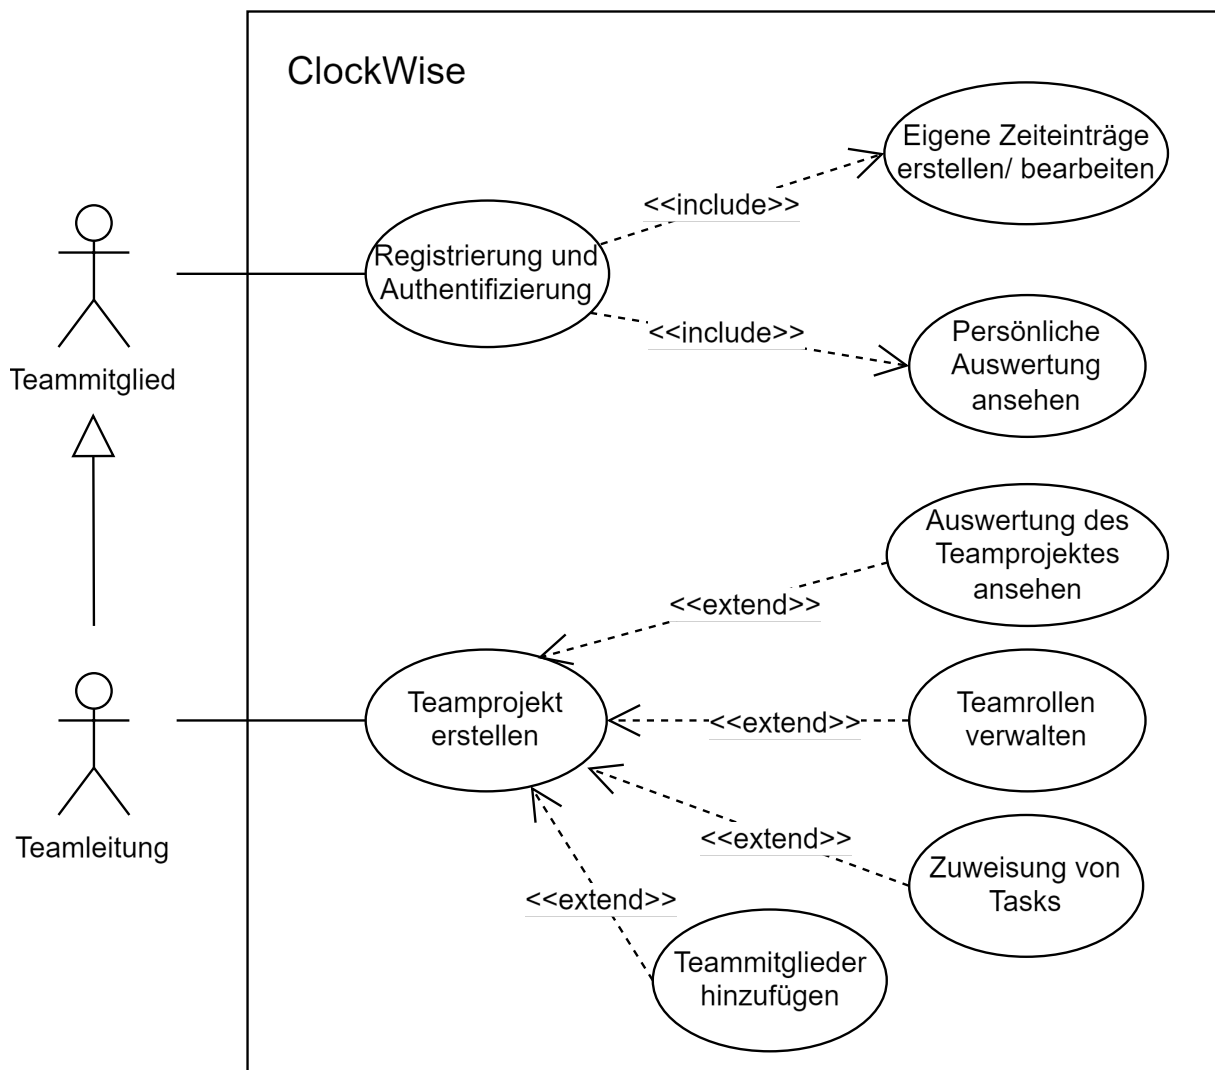 ClockWise
Eigene Zeiteinträge
erstellen/ bearbeiten
<<include>>
Registrierung und
Authentifizierung
<<include>>
Persönliche
Auswertung
ansehen
Teammitglied
Auswertung des
Teamprojektes
ansehen
<<extend>>
Teamprojekt
erstellen
<<extend>>
Teamrollen
verwalten
Teamleitung
<<extend>>
Zuweisung von
Tasks
<<extend>>
Teammitglieder
hinzufügen